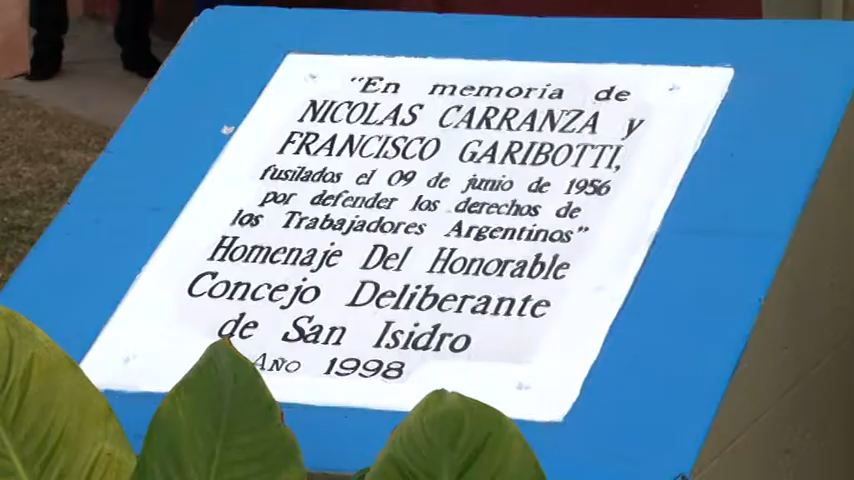 "En memoria de
NICOLAS CARRANZA y
FRANCISCO GARIBOTTI,
fusilados el 09 de junio de 1956
por defender los derechos de
los Trabajadores Argentinos"
Homenaje Del Honorable
Concejo Deliberante
de San Isidro
Año 1998